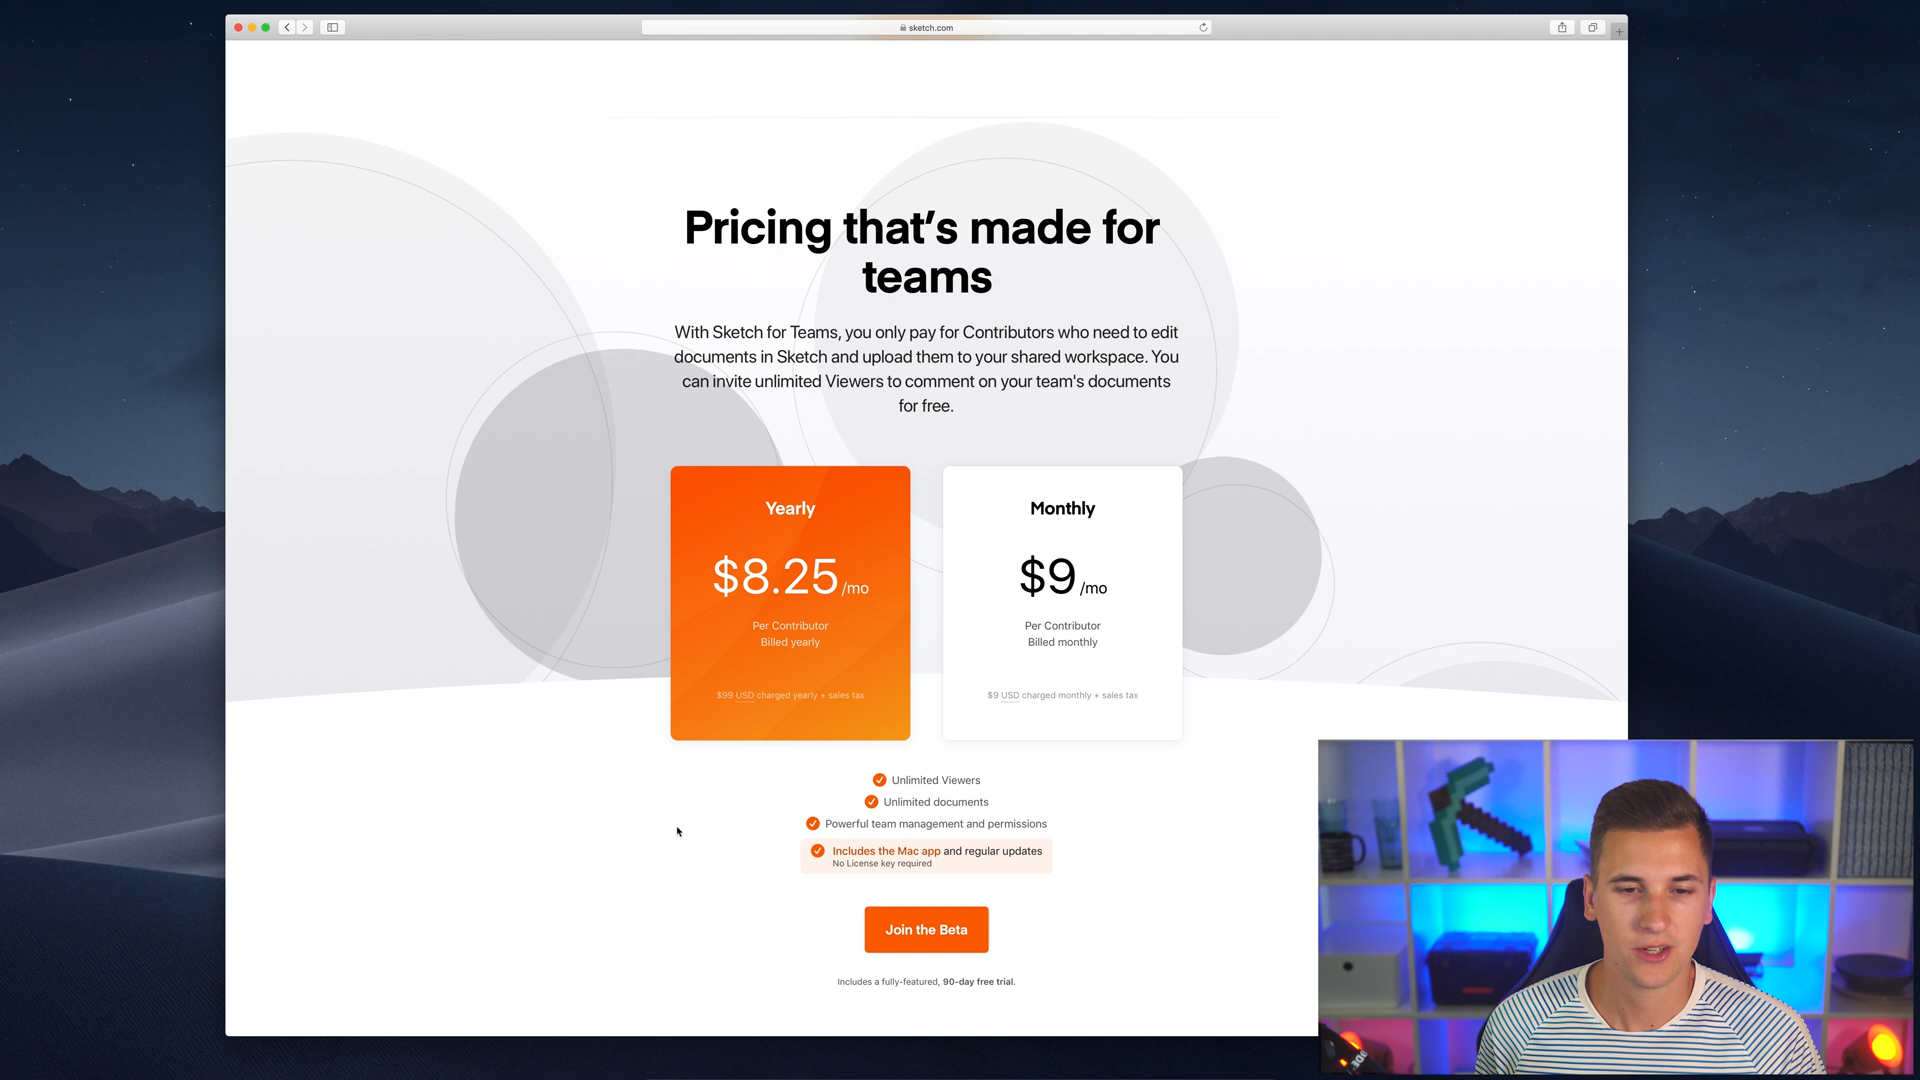 sketch.com
Pricing that’s made for
teams
With Sketch for Teams, you only pay for Contributors who need to edit
documents in Sketch and upload them to your shared workspace. You
can invite unlimited Viewers to comment on your team's documents
for free.
Yearly
$8.25/mo
Per Contributor
Billed yearly
$99 USD charged yearly + sales tax
Monthly
$9/mo
Per Contributor
Billed monthly
$9 USD charged monthly + sales tax
Unlimited Viewers
Unlimited documents
Powerful team management and permissions
Includes the Mac app and regular updates
No License key required
Join the Beta
Includes a fully-featured, 90-day free trial.